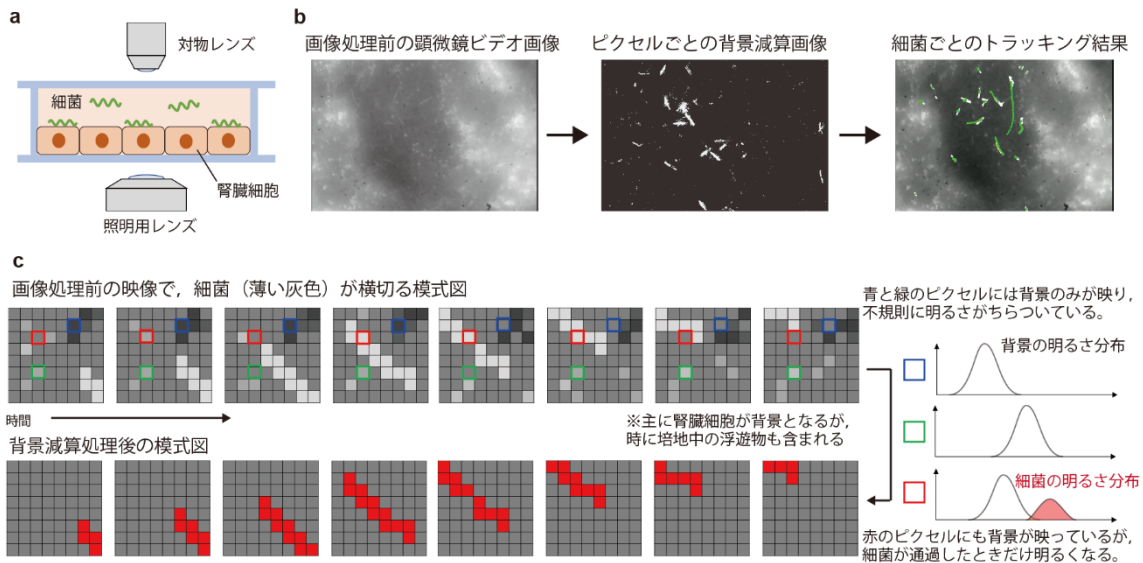 a
対物レンズ
細菌
腎臓細胞
照明用レンズ
b
画像処理前の顕微鏡ビデオ画像
ピクセルごとの背景減算画像
細菌ごとのトラッキング結果
c
画像処理前の映像で，細菌（薄い灰色）が横切る模式図
時間
※主に腎臓細胞が背景となるが，
時に培地中の浮遊物も含まれる
背景減算処理後の模式図
青と緑のピクセルには背景のみが映り，
不規則に明るさがちらついている。
背景の明るさ分布
細菌の明るさ分布
赤のピクセルにも背景が映っているが，
細菌が通過したときだけ明るくなる。